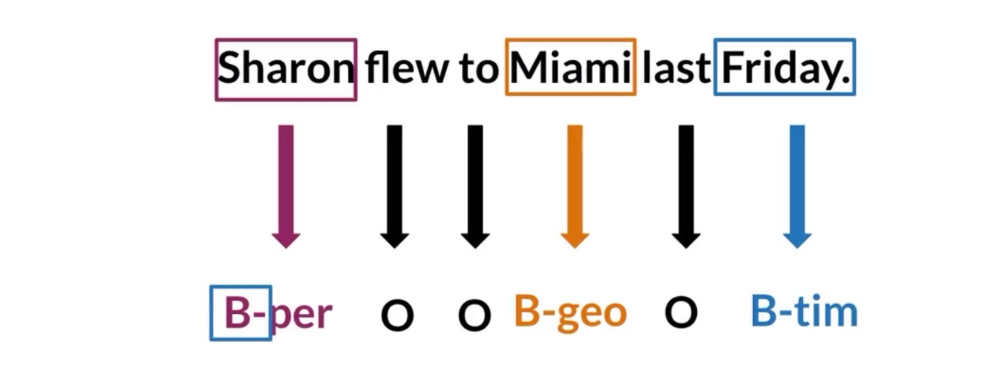 Sharon flew to Miami last Friday.
B-per O O B-geo O B-tim